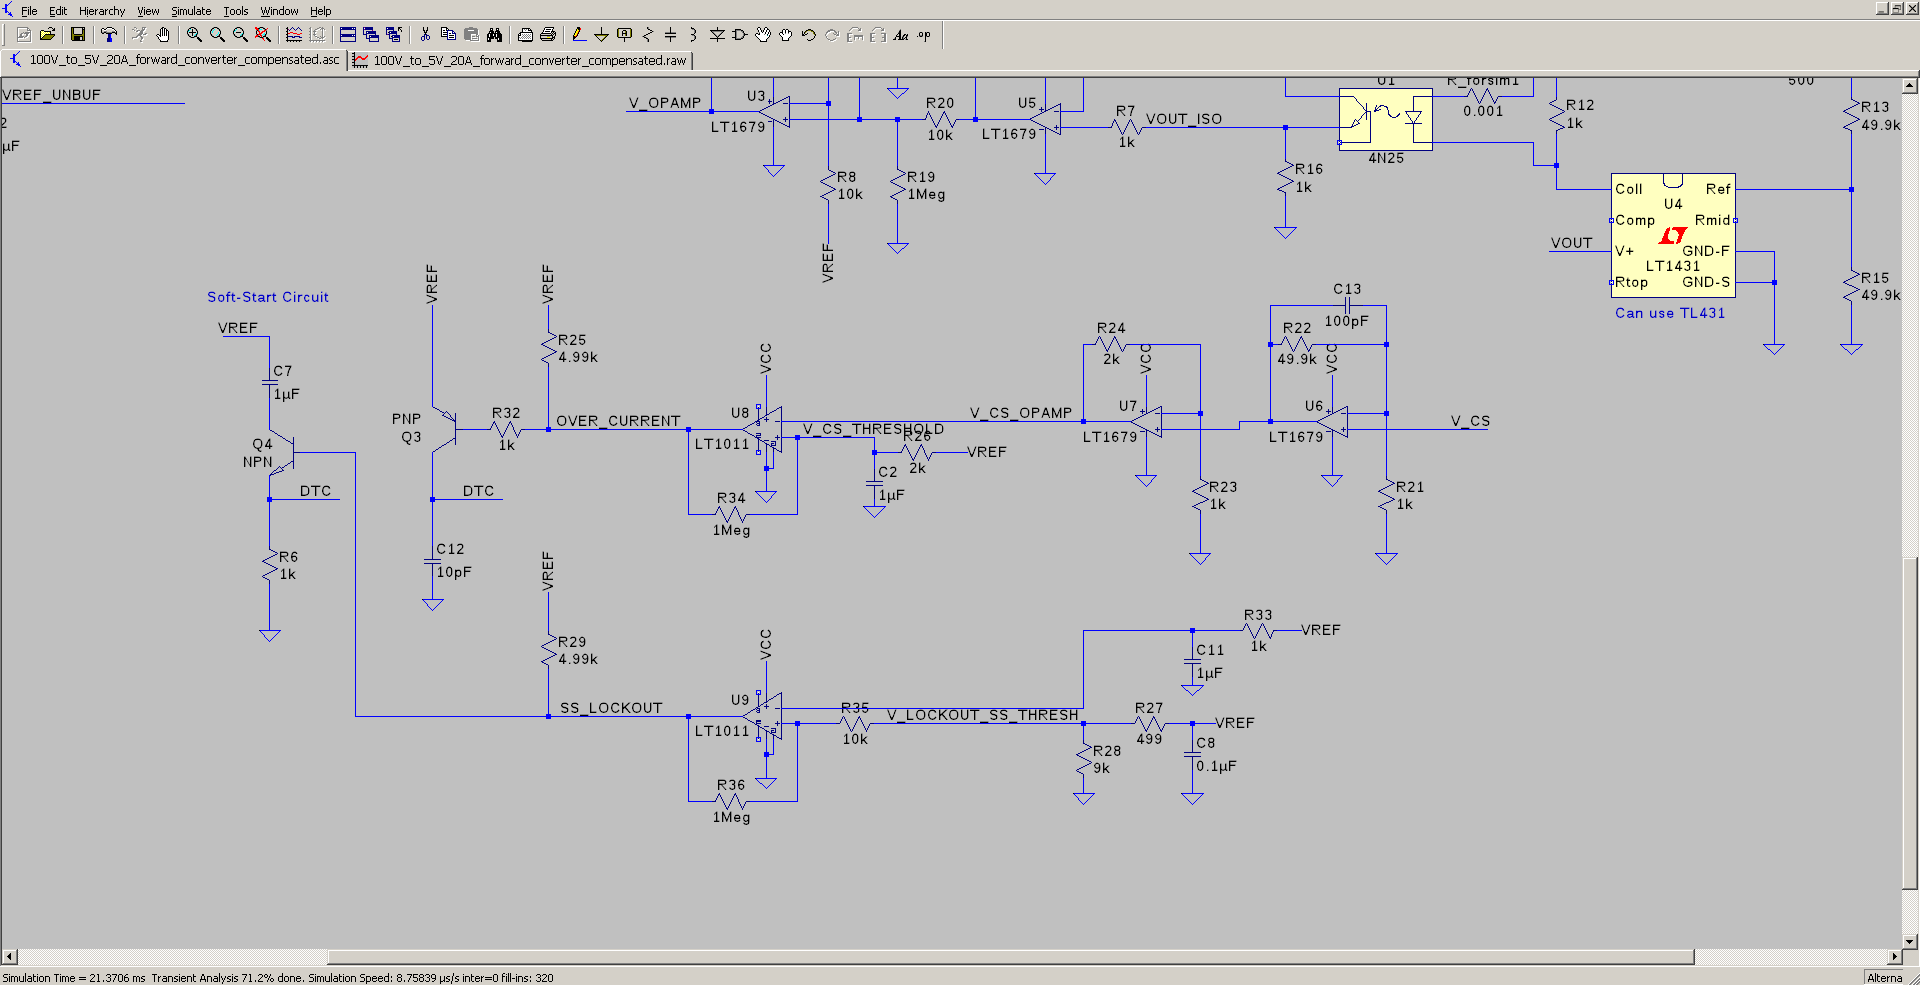 File Edit Hierarchy View Simulate Tools Window Help
100V_to_5V_20A_forward_converter_compensated.asc
100V_to_5V_20A_forward_converter_compensated.raw
VREF_UNBUF
2
µF
V_OPAMP
U3
LT1679
R20
10k
U5
LT1679
R7
1k
VOUT_ISO
U1
4N25
R_forsim1
0.001
R12
1k
500
R13
49.9k
R8
10k
VREF
R19
1Meg
R16
1k
Coll
Ref
U4
Comp
Rmid
VOUT
V+
GND-F
LT1431
Rtop
GND-S
Can use TL431
R15
49.9k
Soft-Start Circuit
VREF
C7
1µF
Q4
NPN
DTC
R6
1k
VREF
PNP
Q3
R32
1k
DTC
C12
10pF
VREF
R25
4.99k
OVER_CURRENT
VCC
U8
LT1011
R34
1Meg
V_CS_OPAMP
V_CS_THRESHOLD
R26
2k
VREF
C2
1µF
R24
2k
VCC
U7
LT1679
R23
1k
C13
100pF
R22
49.9k
VCC
U6
LT1679
V_CS
R21
1k
VREF
R29
4.99k
SS_LOCKOUT
VCC
U9
LT1011
R36
1Meg
R35
10k
V_LOCKOUT_SS_THRESH
R33
1k
VREF
C11
1µF
R27
499
VREF
R28
9k
C8
0.1µF
Simulation Time = 21.3706 ms Transient Analysis 71.2% done. Simulation Speed: 8.75839 µs/s inter=0 fill-ins: 320
Alterna